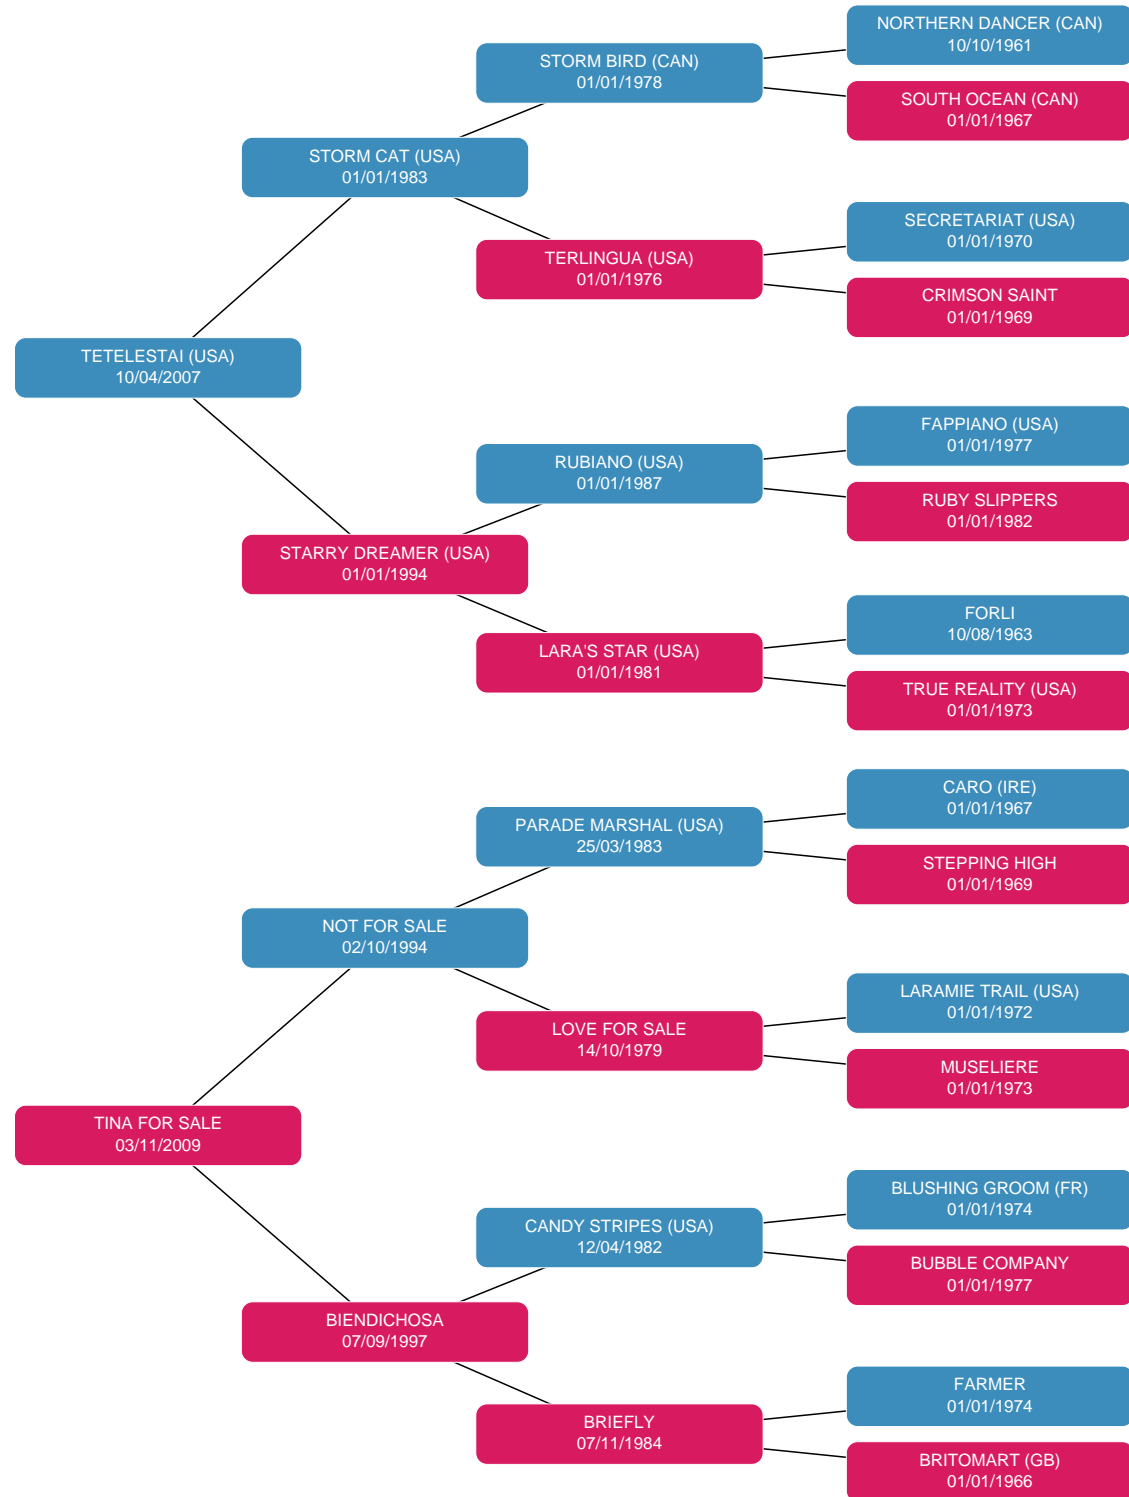 NORTHERN DANCER (CAN)
10/10/1961
STORM BIRD (CAN)
01/01/1978
SOUTH OCEAN (CAN)
01/01/1967
STORM CAT (USA)
01/01/1983
SECRETARIAT (USA)
01/01/1970
TERLINGUA (USA)
01/01/1976
CRIMSON SAINT
01/01/1969
TETELESTAI (USA)
10/04/2007
FAPPIANO (USA)
01/01/1977
RUBIANO (USA)
01/01/1987
RUBY SLIPPERS
01/01/1982
STARRY DREAMER (USA)
01/01/1994
FORLI
10/08/1963
LARA'S STAR (USA)
01/01/1981
TRUE REALITY (USA)
01/01/1973
CARO (IRE)
01/01/1967
PARADE MARSHAL (USA)
25/03/1983
STEPPING HIGH
01/01/1969
NOT FOR SALE
02/10/1994
LARAMIE TRAIL (USA)
01/01/1972
LOVE FOR SALE
14/10/1979
MUSELIERE
01/01/1973
TINA FOR SALE
03/11/2009
BLUSHING GROOM (FR)
01/01/1974
CANDY STRIPES (USA)
12/04/1982
BUBBLE COMPANY
01/01/1977
BIENDICHOSA
07/09/1997
FARMER
01/01/1974
BRIEFLY
07/11/1984
BRITOMART (GB)
01/01/1966